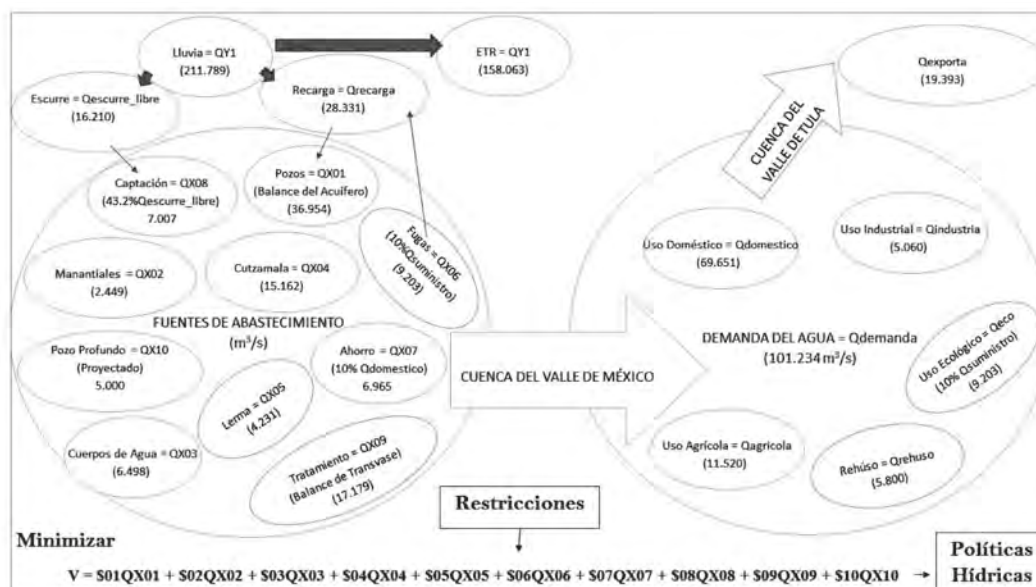 Lluvia = QY1
(211.789)
ETR = QY1
(158.063)
Qexporta
(19.393)
Escurre = Qescurre_libre
(16.210)
Recarga = Qrecarga
(28.331)
CUENCA DEL
VALLE DE TULA
Captación = QX08
(43.2%Qescurre_libre)
7.007
Pozos = QX01
(Balance del Acuífero)
(36.954)
Fugas = QX06
(10%Qsuministro)
(9.203)
Uso Doméstico = Qdomestico
(69.651)
Uso Industrial = Qindustria
(5.060)
Manantiales = QX02
(2.449)
Cutzamala = QX04
(15.162)
FUENTES DE ABASTECIMIENTO
(m³/s)
DEMANDA DEL AGUA = Qdemanda
(101.234 m³/s)
Uso Ecológico = Qeco
(10% Qsuministro)
(9.203)
Pozo Profundo = QX10
(Proyectado)
5.000
Ahorro = QX07
(10% Qdomestico)
6.965
CUENCA DEL VALLE DE MÉXICO
Lerma = QX05
(4.231)
Cuerpos de Agua = QX03
(6.498)
Tratamiento = QX09
(Balance de Transvase)
(17.179)
Uso Agrícola = Qagricola
(11.520)
Rehúso = Qrehuso
(5.800)
Restricciones
Minimizar
V = $01QX01 + $02QX02 + $03QX03 + $04QX04 + $05QX05 + $06QX06 + $07QX07 + $08QX08 + $09QX09 + $10QX10
Políticas
Hídricas